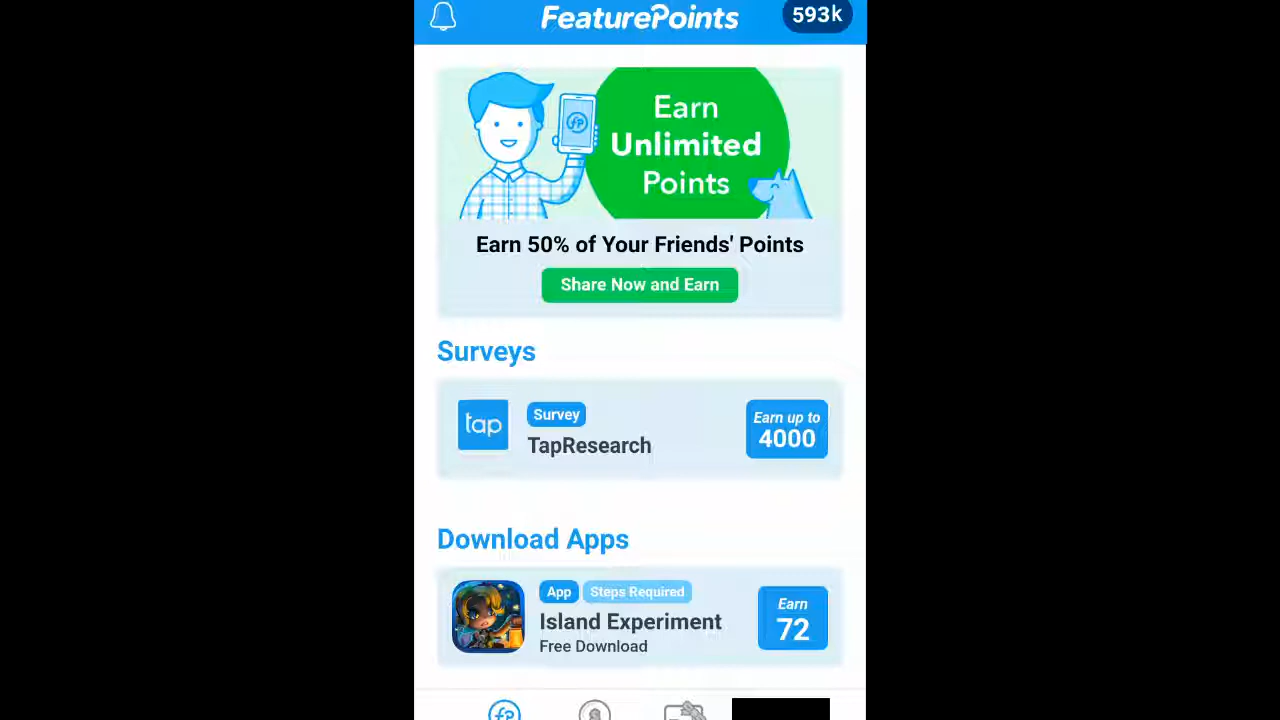 FeaturePoints
593k
Earn
Unlimited
Points
Earn 50% of Your Friends' Points
Share Now and Earn
Surveys
tap
Survey
TapResearch
Earn up to
4000
Download Apps
App
Steps Required
Island Experiment
Free Download
Earn
72